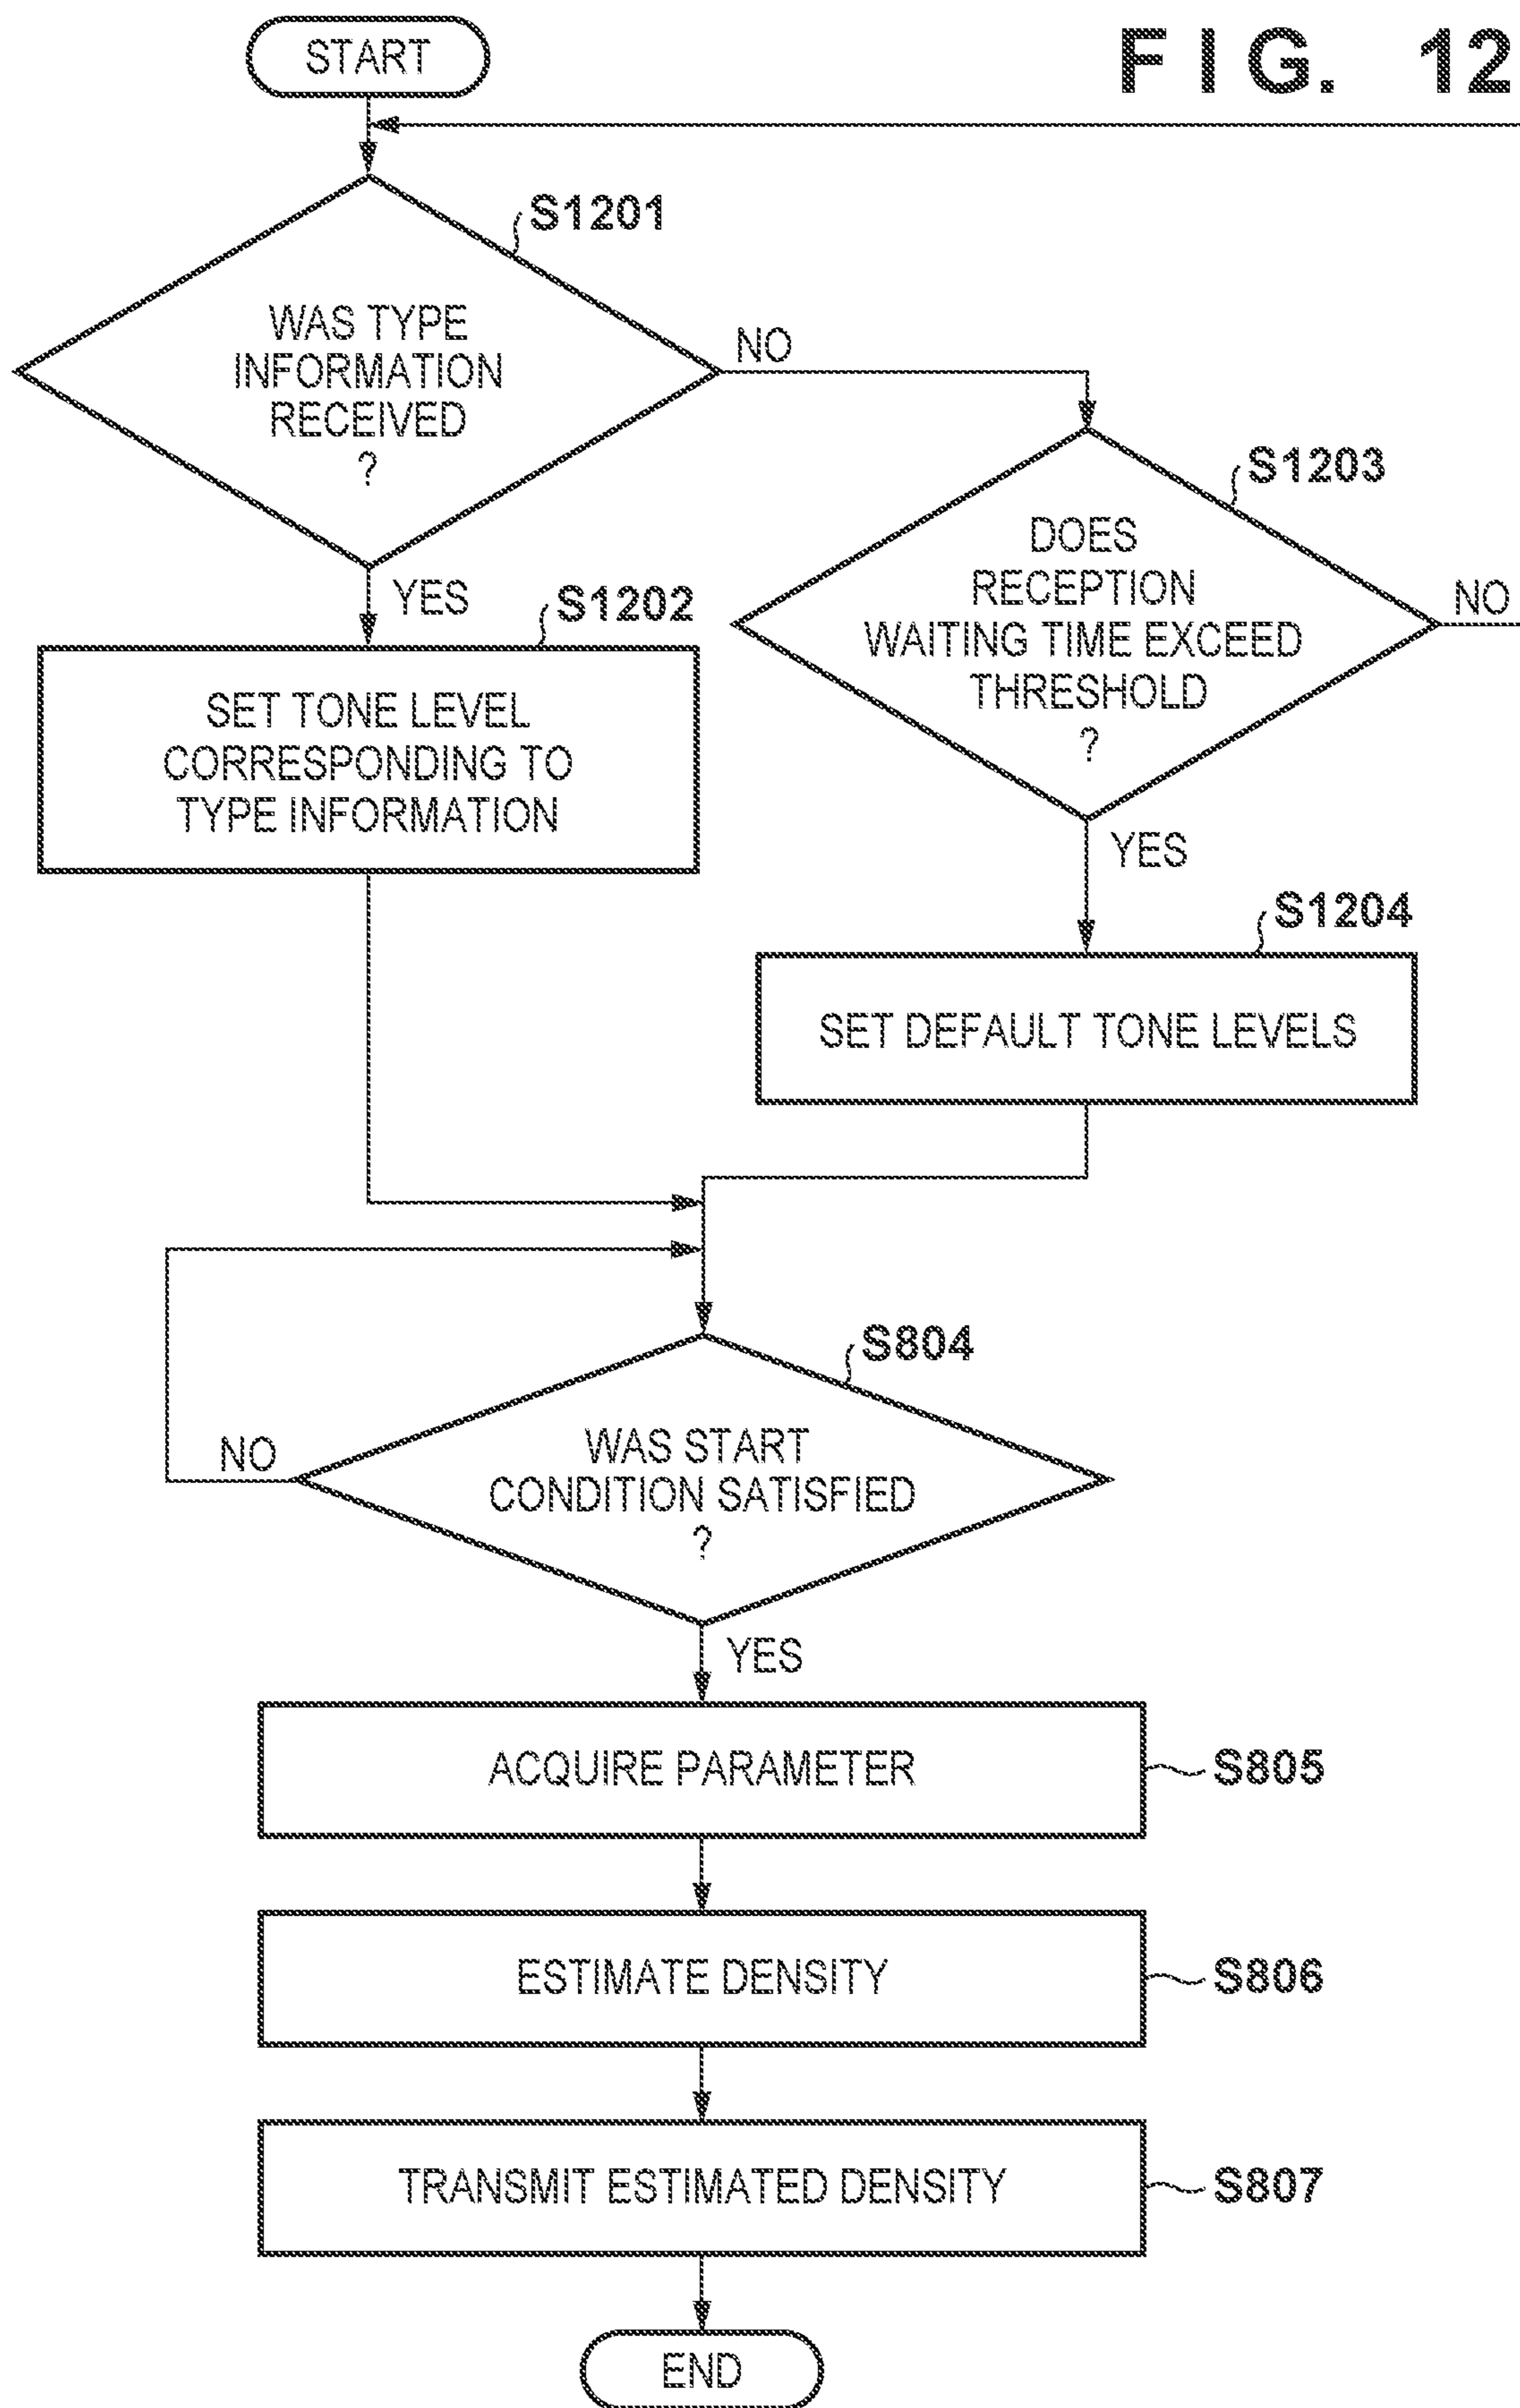 FIG. 12
START
S1201
WAS TYPE
INFORMATION
RECEIVED
?
NO
YES
S1203
DOES
RECEPTION
WAITING TIME EXCEED
THRESHOLD
?
NO
YES
S1202
SET TONE LEVEL
CORRESPONDING TO
TYPE INFORMATION
S1204
SET DEFAULT TONE LEVELS
S804
WAS START
CONDITION SATISFIED
?
NO
YES
ACQUIRE PARAMETER
S805
ESTIMATE DENSITY
S806
TRANSMIT ESTIMATED DENSITY
S807
END